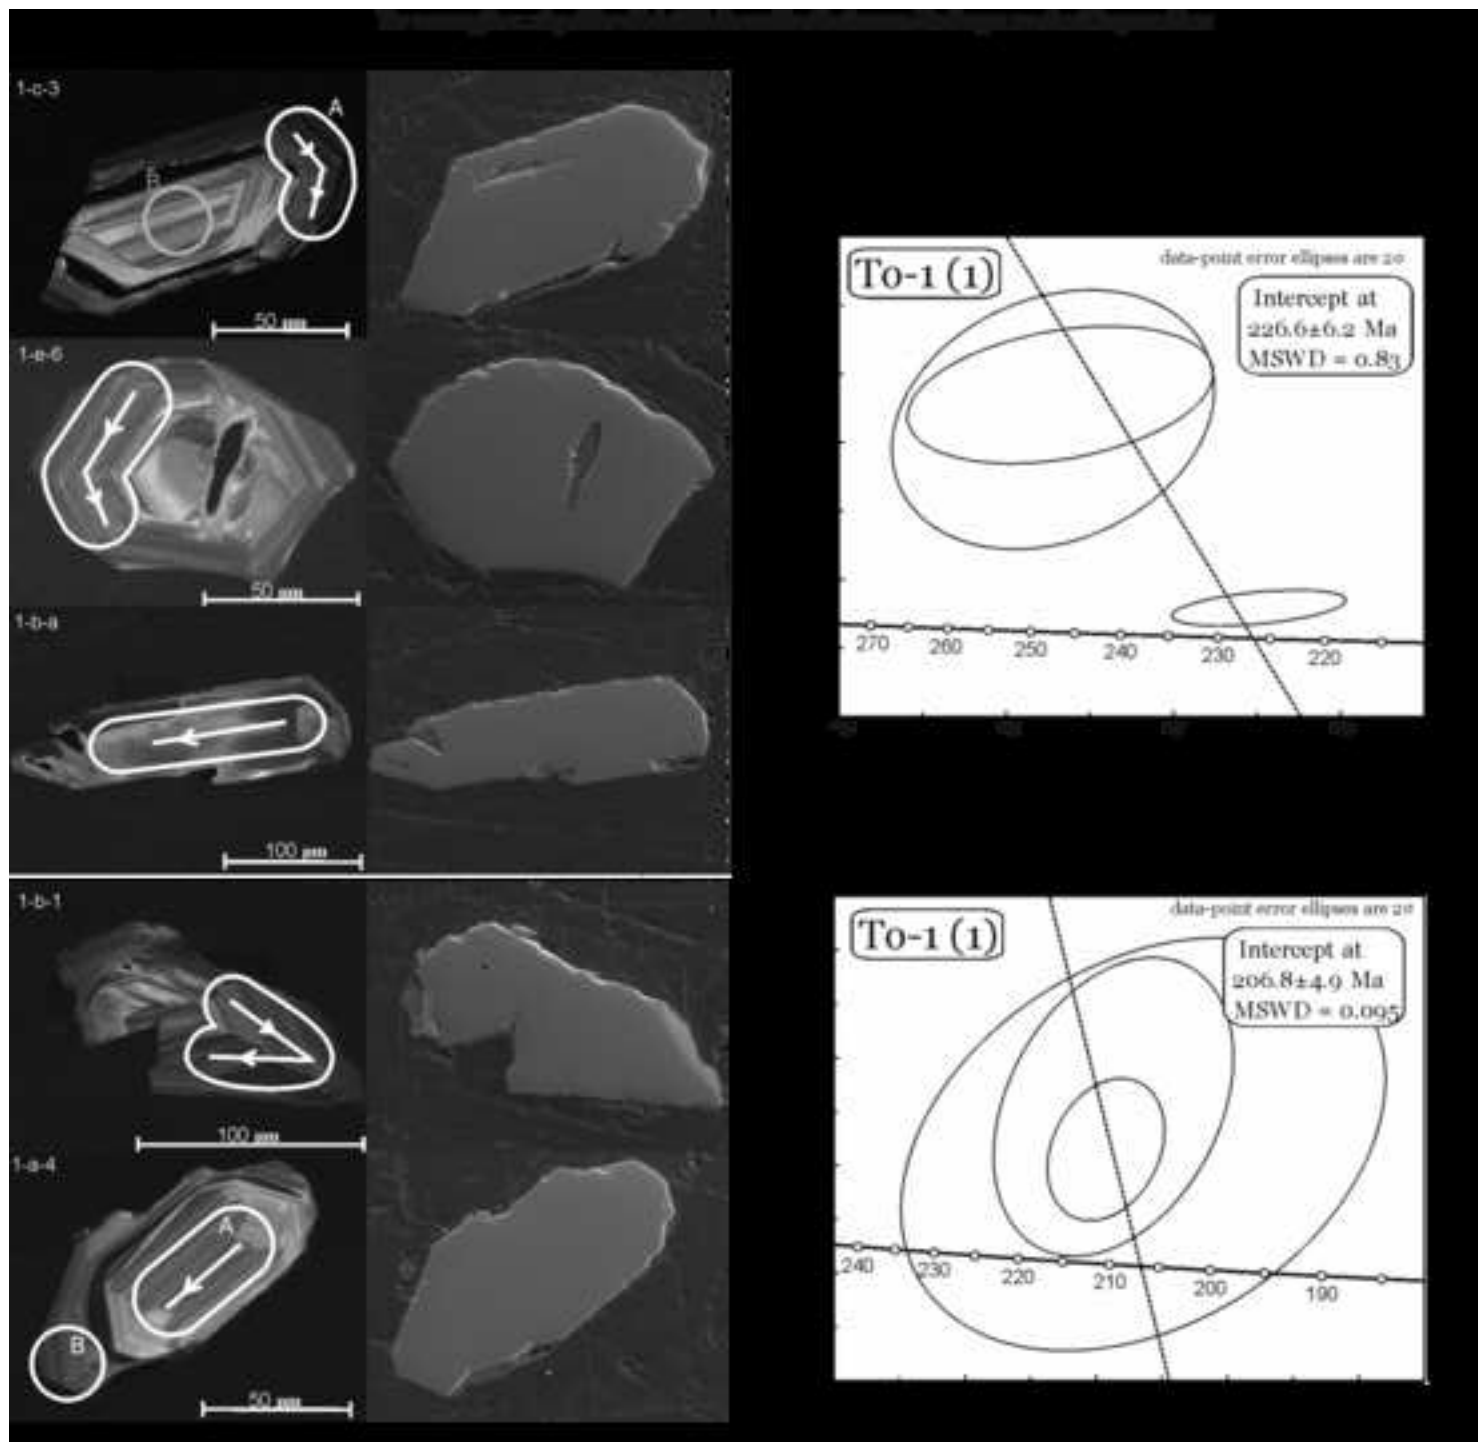 1-c-3
A
B
50 µm
1-e-6
50 µm
1-b-a
100 µm
1-b-1
100 µm
1-a-4
A
B
50 µm
To-1 (1)
data-point error ellipses are 2σ
Intercept at
226.6±6.2 Ma
MSWD = 0.83
270 260 250 240 230 220
To-1 (1)
data-point error ellipses are 2σ
Intercept at
206.8±4.9 Ma
MSWD = 0.095
240 230 220 210 200 190